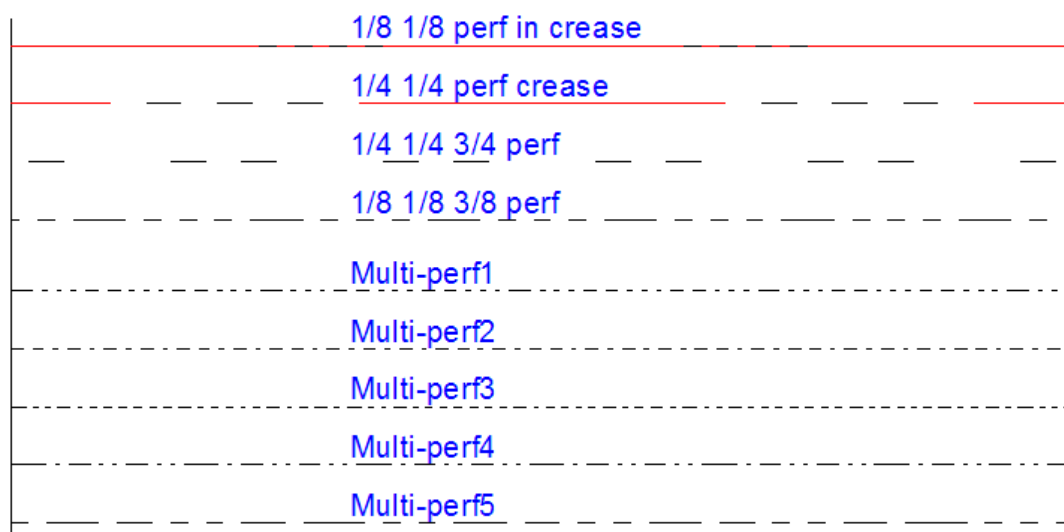 1/8 1/8 perf in crease
1/4 1/4 perf crease
1/4 1/4 3/4 perf
1/8 1/8 3/8 perf
Multi-perf1
Multi-perf2
Multi-perf3
Multi-perf4
Multi-perf5